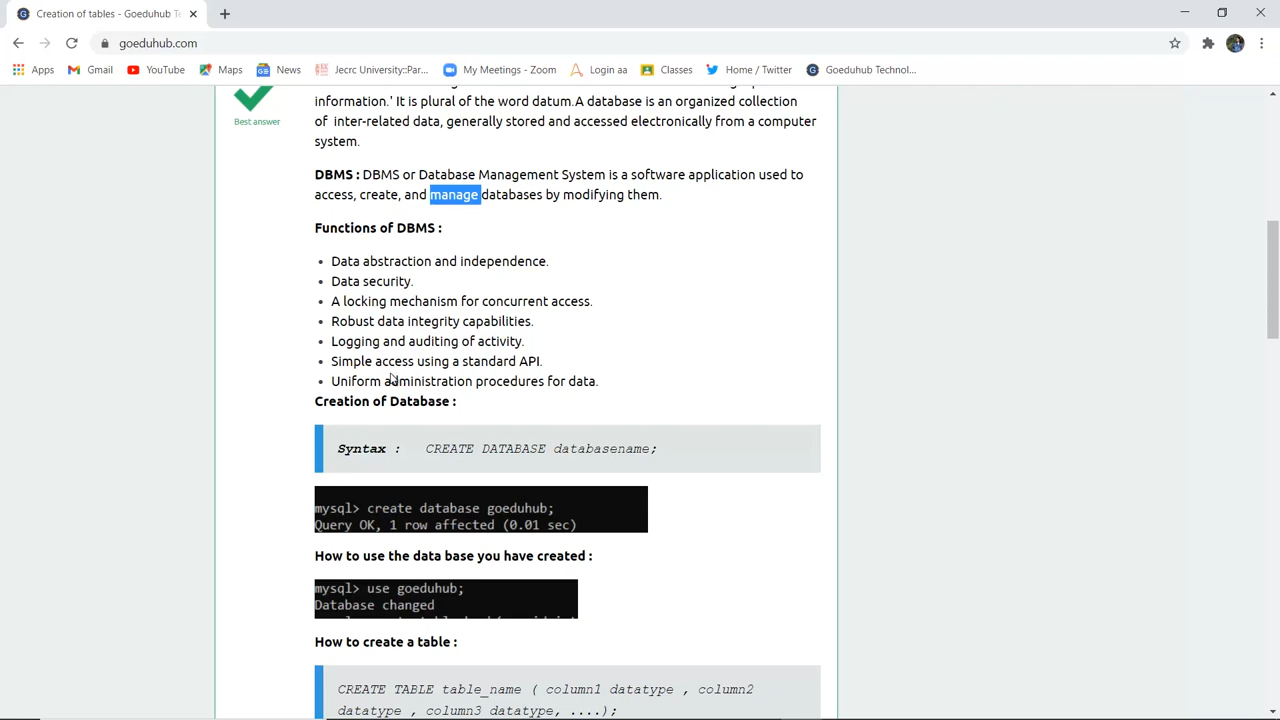 Creation of tables - Goeduhub Te
goeduhub.com
Apps Gmail YouTube Maps News Jecrc University::Par... My Meetings - Zoom Login aa Classes Home / Twitter Goeduhub Technol...
information.' It is plural of the word datum.A database is an organized collection
Best answer
of inter-related data, generally stored and accessed electronically from a computer
system.
DBMS : DBMS or Database Management System is a software application used to
access, create, and manage databases by modifying them.
Functions of DBMS :
• Data abstraction and independence.
• Data security.
• A locking mechanism for concurrent access.
• Robust data integrity capabilities.
• Logging and auditing of activity.
• Simple access using a standard API.
• Uniform administration procedures for data.
Creation of Database :
Syntax : CREATE DATABASE databasename;
mysql> create database goeduhub;
Query OK, 1 row affected (0.01 sec)
How to use the data base you have created :
mysql> use goeduhub;
Database changed
How to create a table :
CREATE TABLE table_name ( column1 datatype , column2
datatype , column3 datatype, ....);